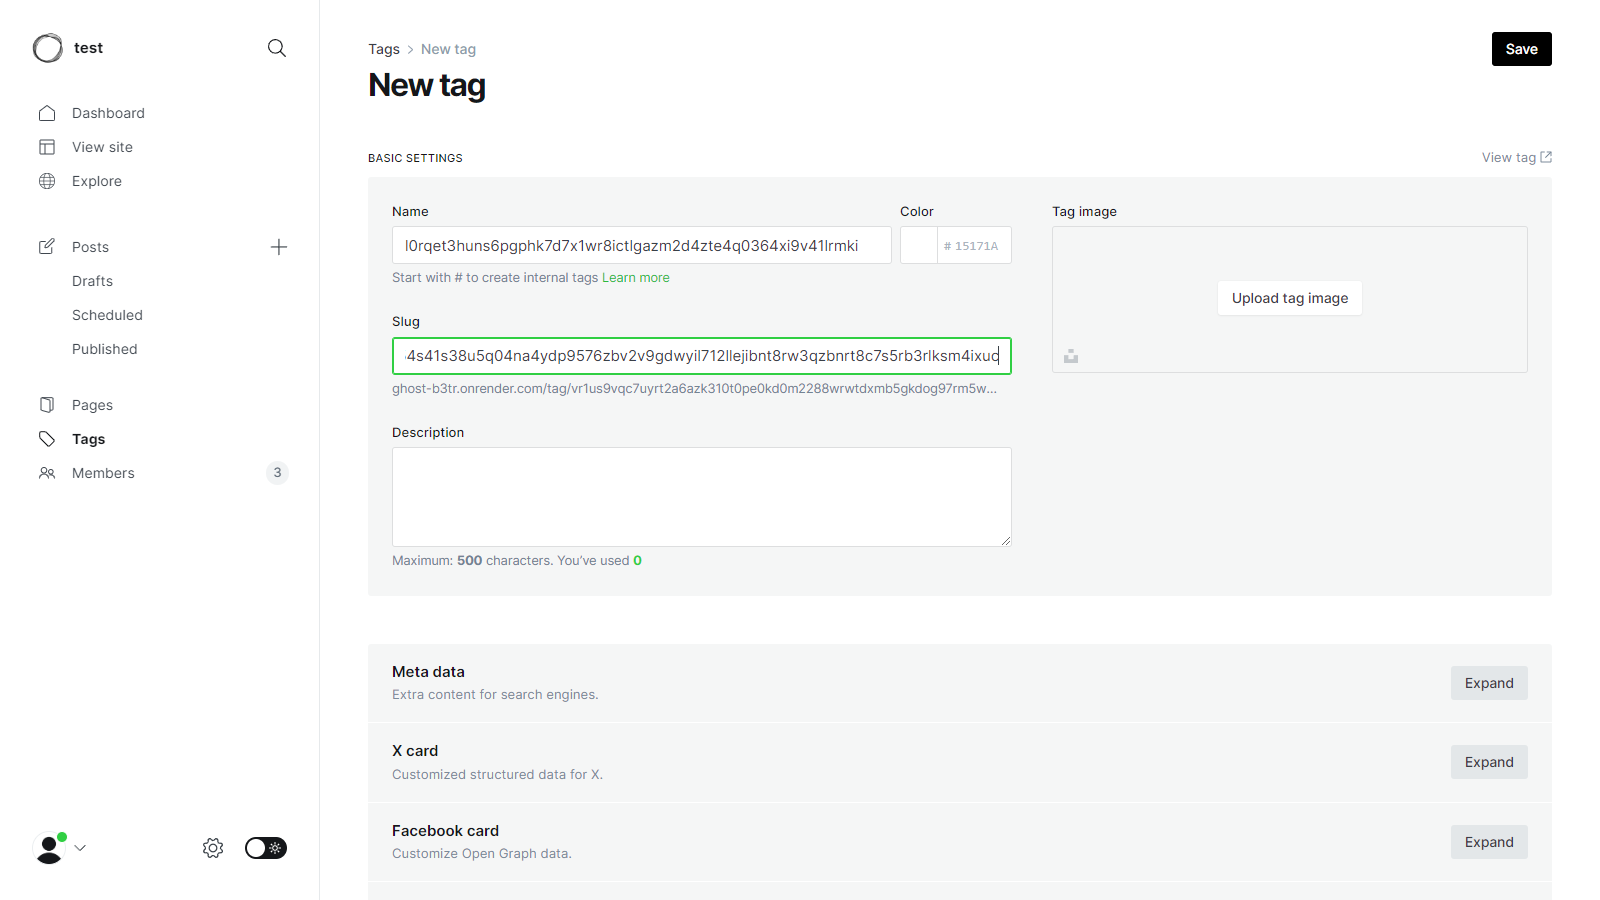 test
Dashboard
View site
Explore
Posts
Drafts
Scheduled
Published
Pages
Tags
Members
3
Tags > New tag
New tag
Save
BASIC SETTINGS
View tag
Name
l0rqet3huns6pgphk7d7x1wr8ictlgazm2d4zte4q0364xi9v41lrmki
Color
# 15171A
Start with # to create internal tags Learn more
Slug
4s41s38u5q04na4ydp9576zbv2v9gdwyil712llejibnt8rw3qzbnrt8c7s5rb3rlksm4ixuc
ghost-b3tr.onrender.com/tag/vr1us9vqc7uyrt2a6azk310t0pe0kd0m2288wrwtdxmb5gkdog97rm5w...
Description
Maximum: 500 characters. You've used 0
Tag image
Upload tag image
Meta data
Extra content for search engines.
Expand
X card
Customized structured data for X.
Expand
Facebook card
Customize Open Graph data.
Expand